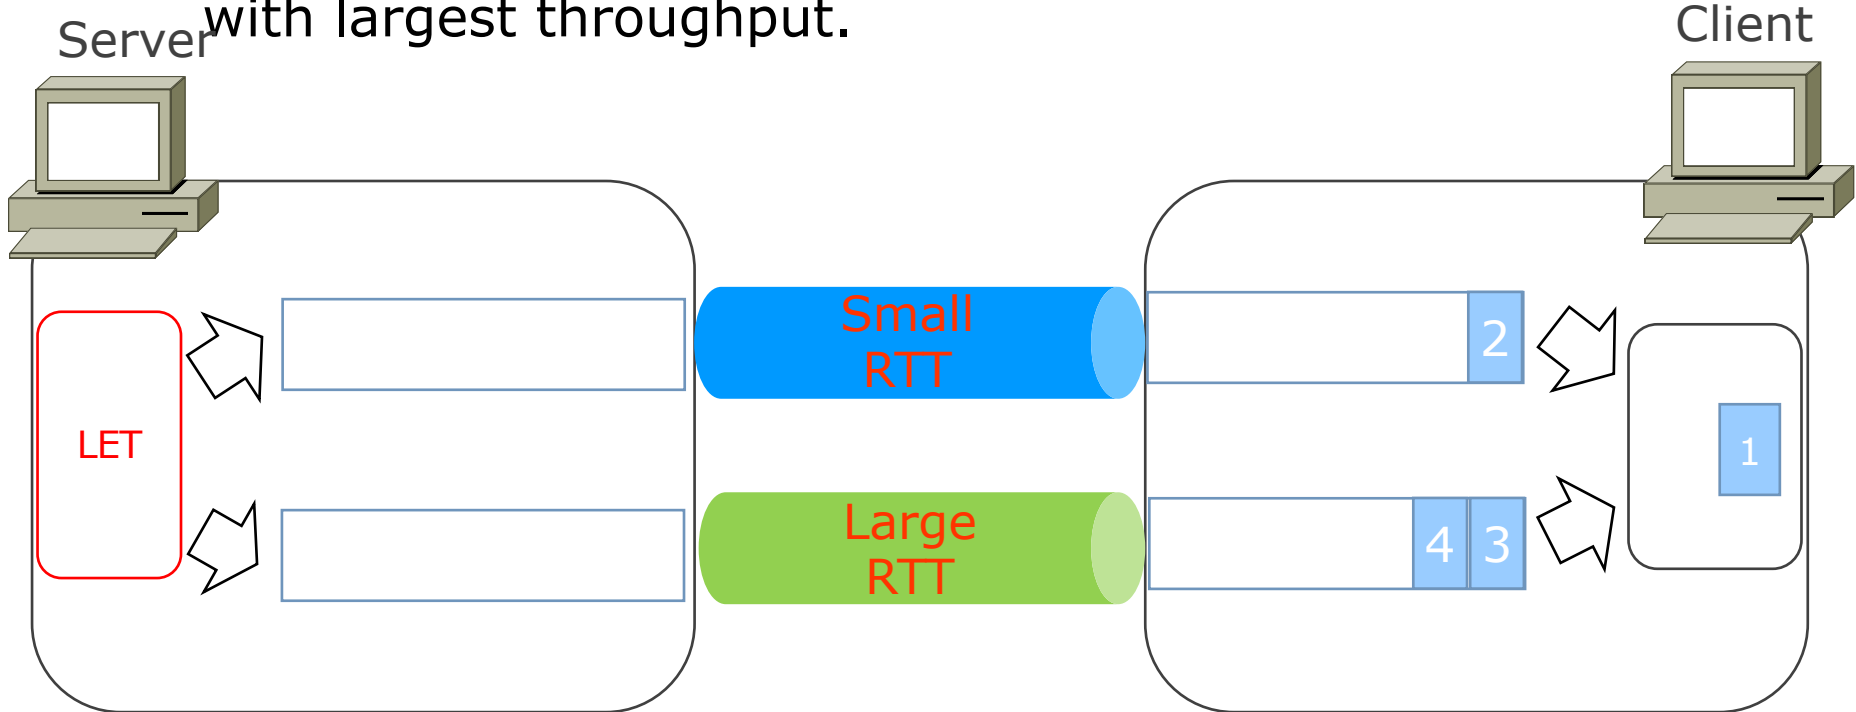 with largest throughput.
Server
Client
Small
RTT
2
LET
1
Large
RTT
4
3